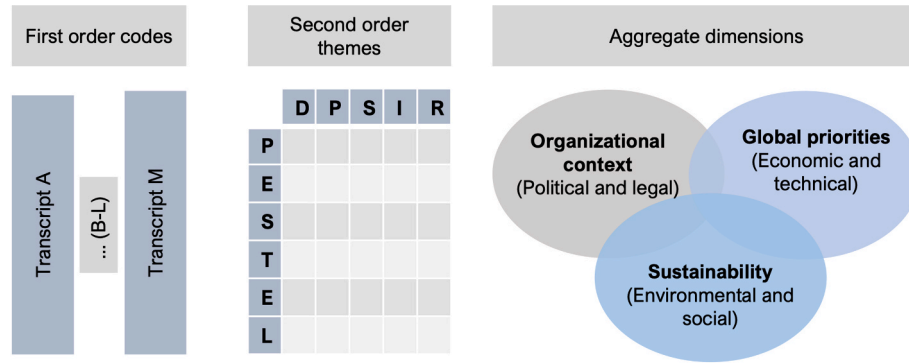 First order codes
Second order
themes
Aggregate dimensions
Transcript A
... (B-L)
Transcript M
D P S I R
P
E
S
T
E
L
Organizational
context
(Political and legal)
Global priorities
(Economic and
technical)
Sustainability
(Environmental and
social)